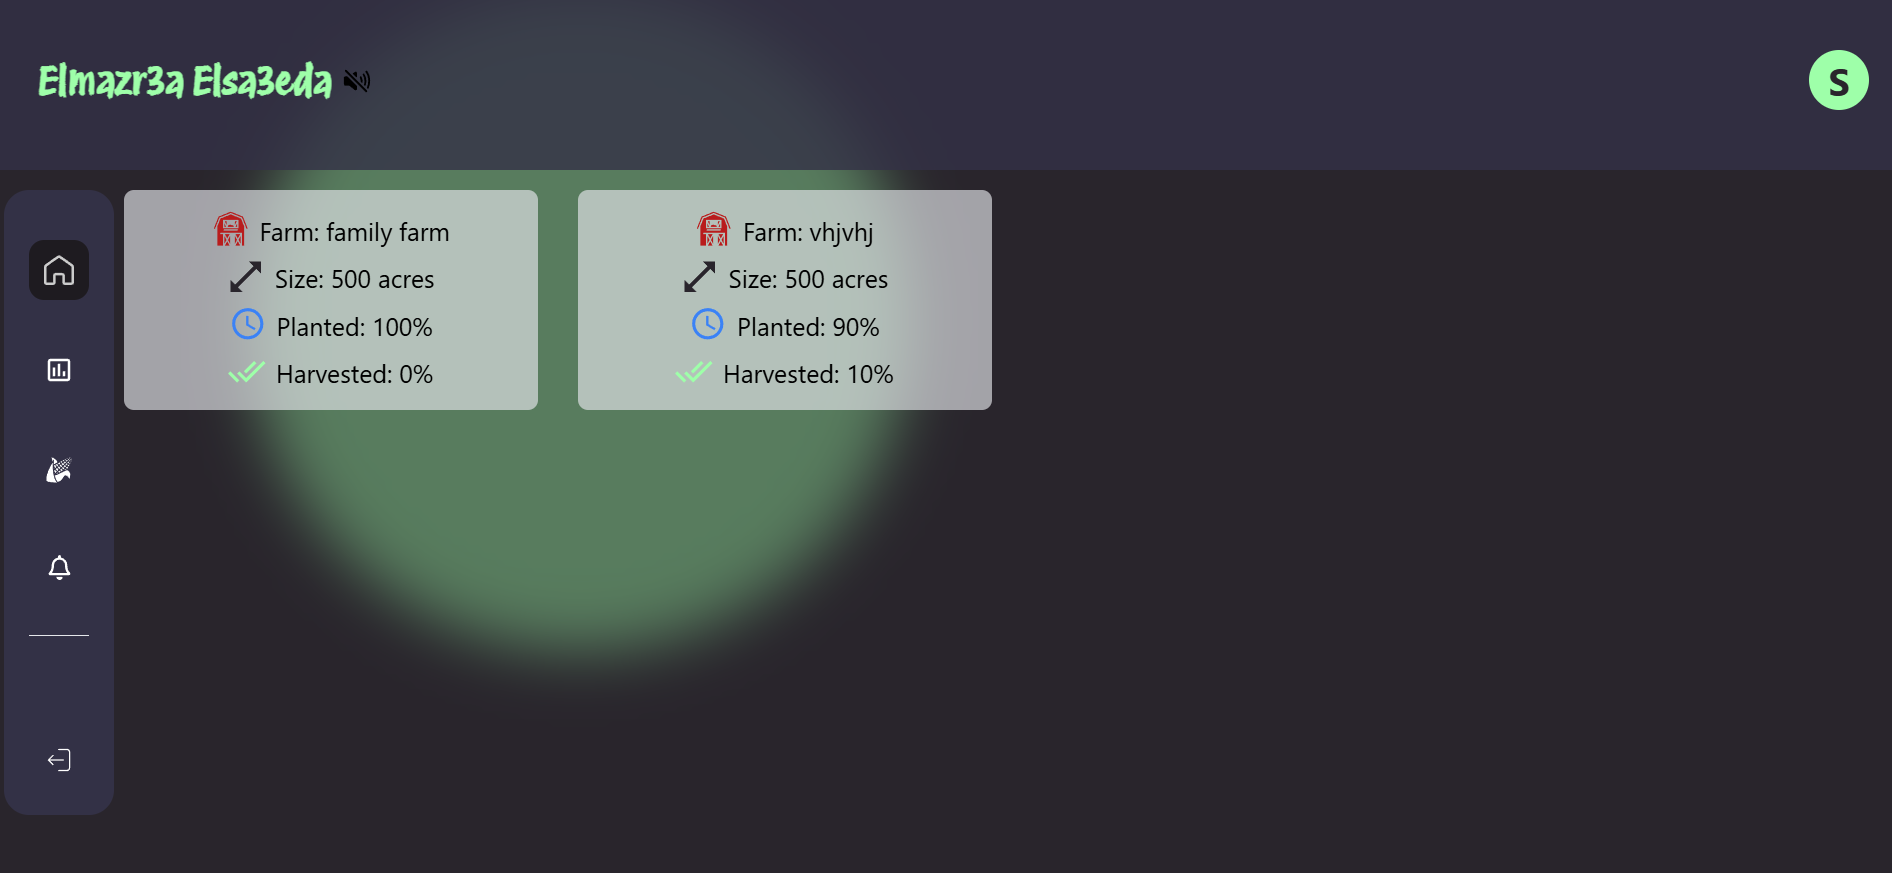 Elmazr3a Elsa3eda
S
Farm: family farm
Size: 500 acres
Planted: 100%
Harvested: 0%
Farm: vhjvhj
Size: 500 acres
Planted: 90%
Harvested: 10%